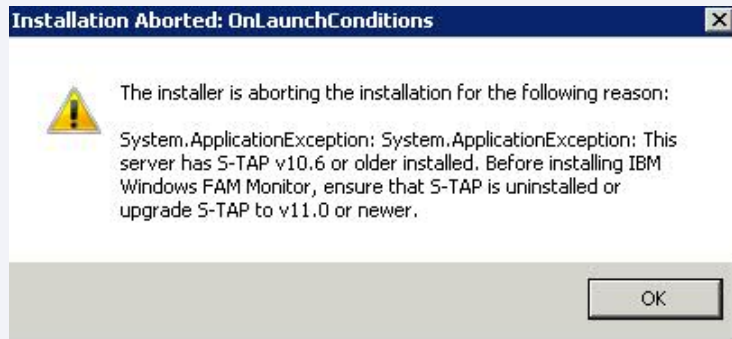 Installation Aborted: OnLaunchConditions
The installer is aborting the installation for the following reason:
System.ApplicationException: System.ApplicationException: This
server has S-TAP v10.6 or older installed. Before installing IBM
Windows FAM Monitor, ensure that S-TAP is uninstalled or
upgrade S-TAP to v11.0 or newer.
OK